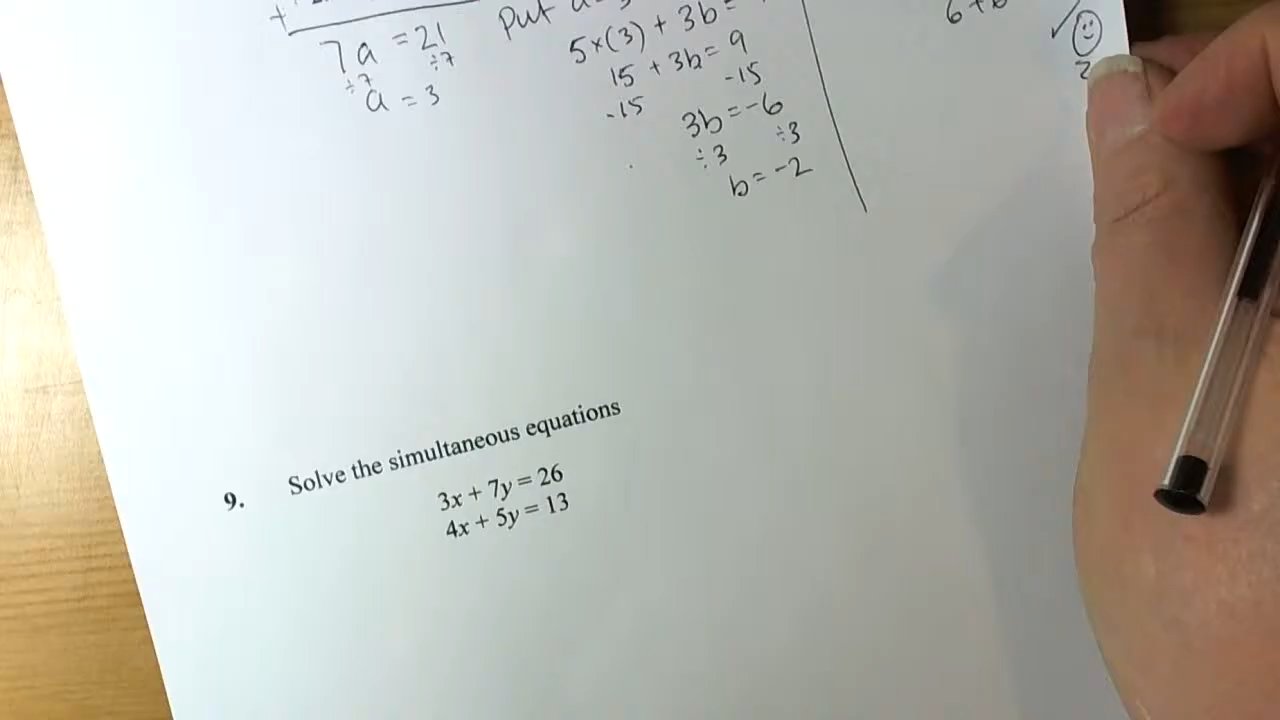 7a = 21
÷7 ÷7
a = 3
Put
5×(3) + 3b =
15 + 3b = 9
-15 -15
3b = -6
÷3 ÷3
b = -2
6 +
9. Solve the simultaneous equations
3x + 7y = 26
4x + 5y = 13